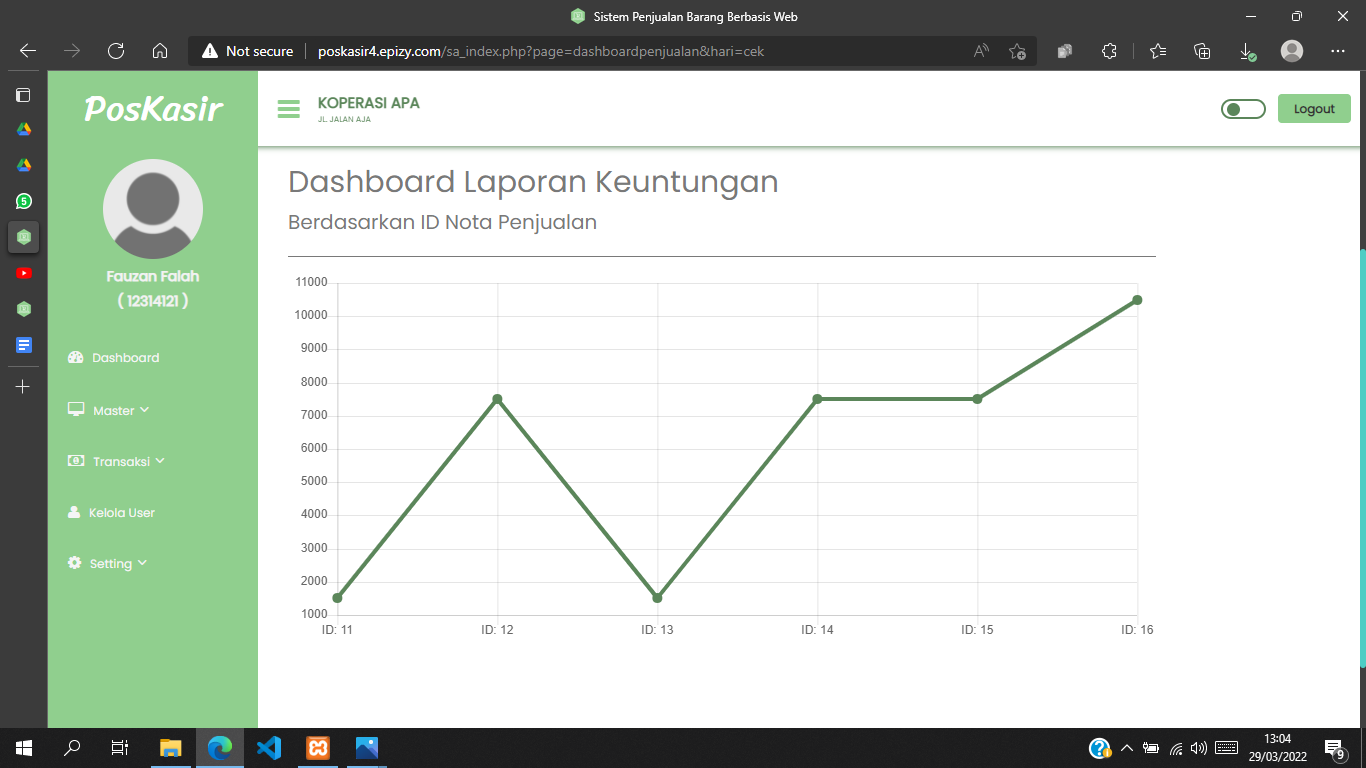 Sistem Penjualan Barang Berbasis Web
Not secure
poskasir4.epizy.com/sa_index.php?page=dashboardpenjualan&hari=cek
PosKasir
KOPERASI APA
JL. JALAN AJA
Logout
5
Fauzan Falah
( 12314121 )
Dashboard
Master
Transaksi
Kelola User
Setting
Dashboard Laporan Keuntungan
Berdasarkan ID Nota Penjualan
11000
10000
9000
8000
7000
6000
5000
4000
3000
2000
1000
ID: 11 ID: 12 ID: 13 ID: 14 ID: 15 ID: 16
13:04
29/03/2022
9